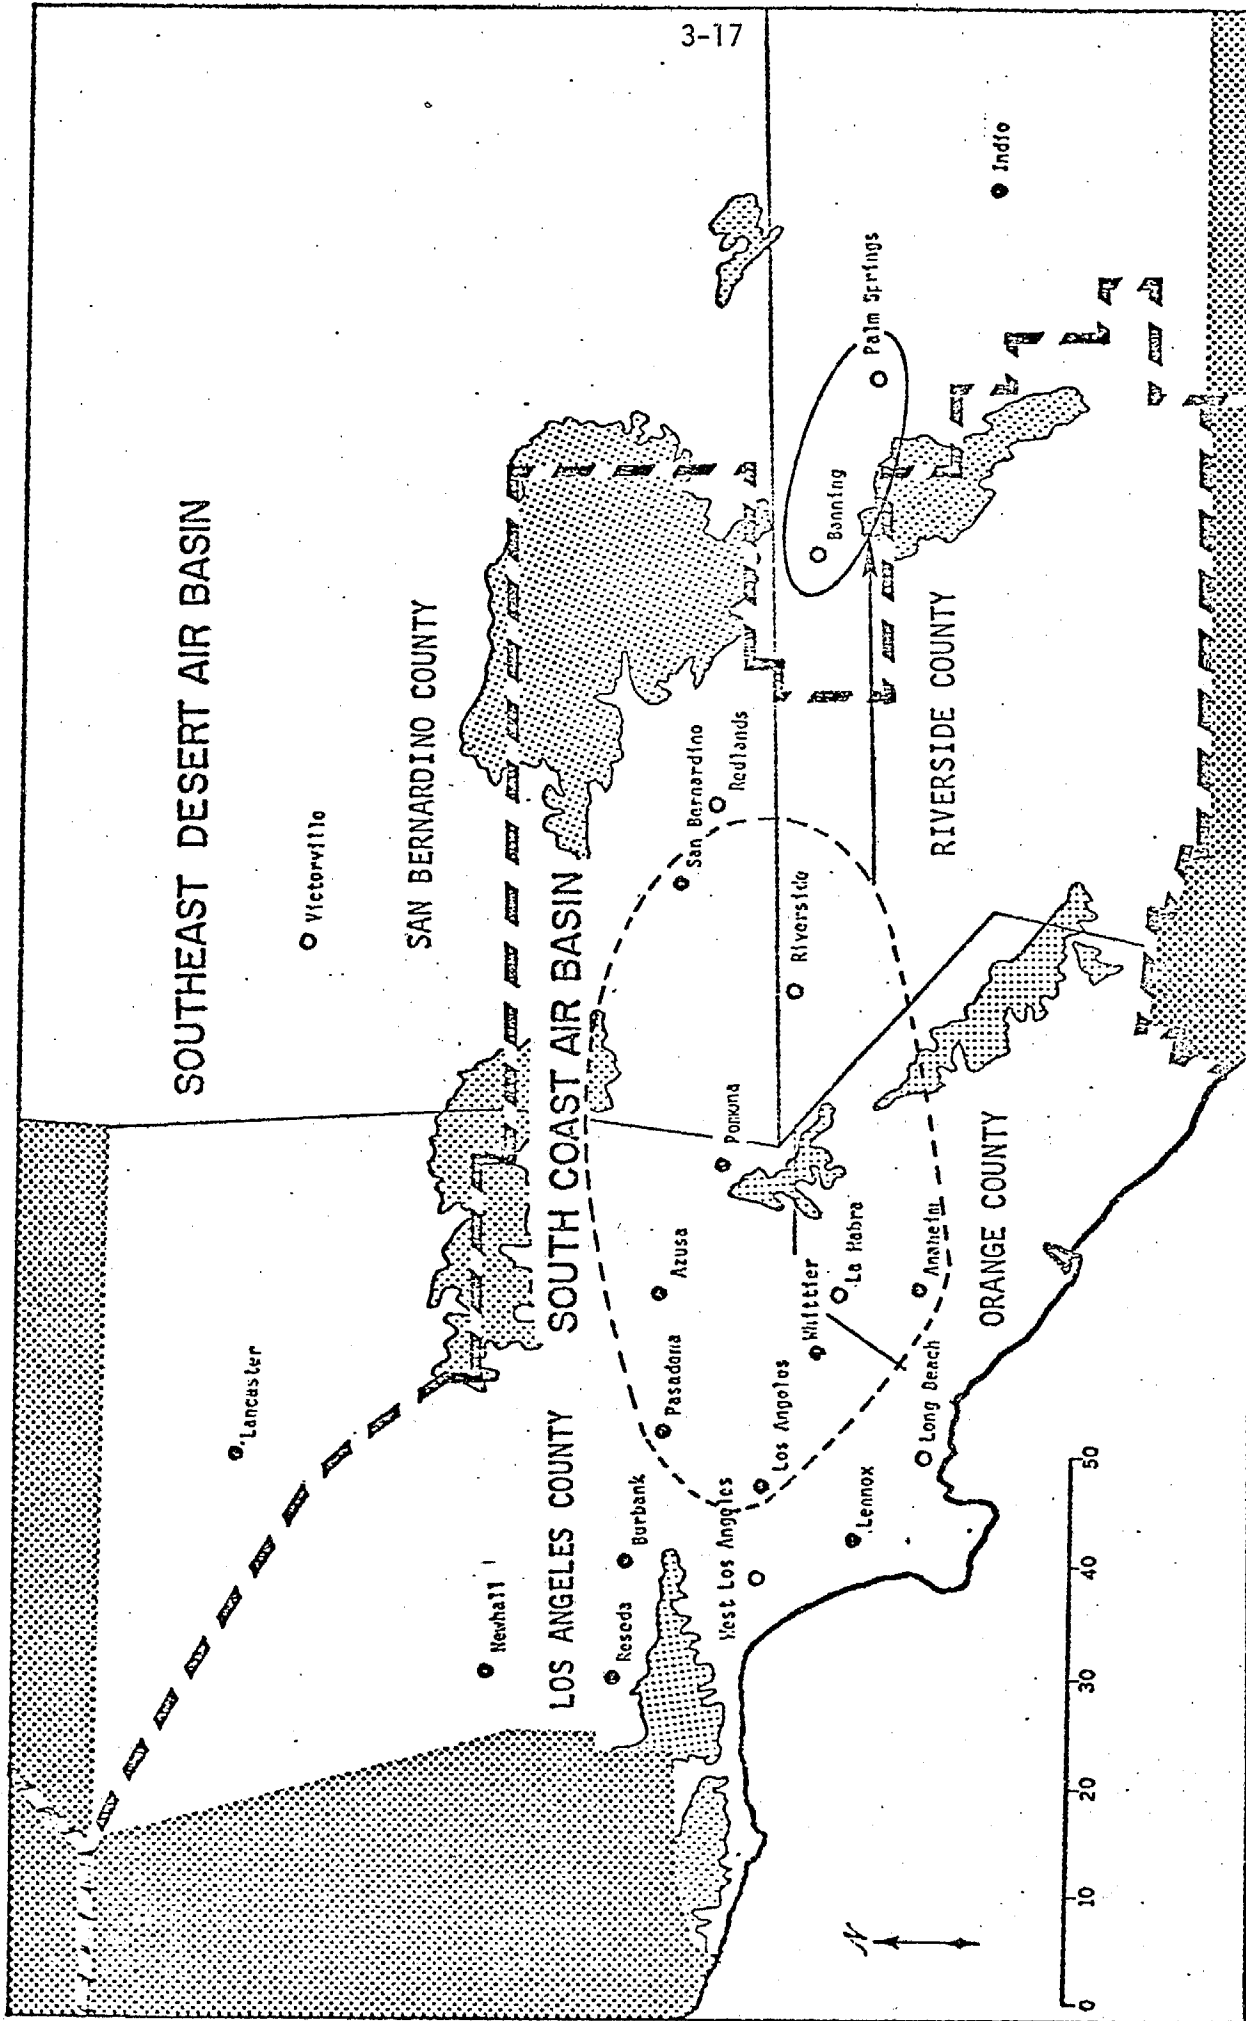 3-17
SOUTHEAST DESERT AIR BASIN
Victorville
Lancaster
SAN BERNARDINO COUNTY
Newhall
LOS ANGELES COUNTY
SOUTH COAST AIR BASIN
Reseda
Burbank
Pasadena
Azusa
San Bernardino
Redlands
Pomona
West Los Angeles
Los Angeles
Riverside
Banning
Whittier
La Habra
Palm Springs
Lennox
Long Beach
Anaheim
RIVERSIDE COUNTY
Indio
ORANGE COUNTY
N
0 10 20 30 40 50